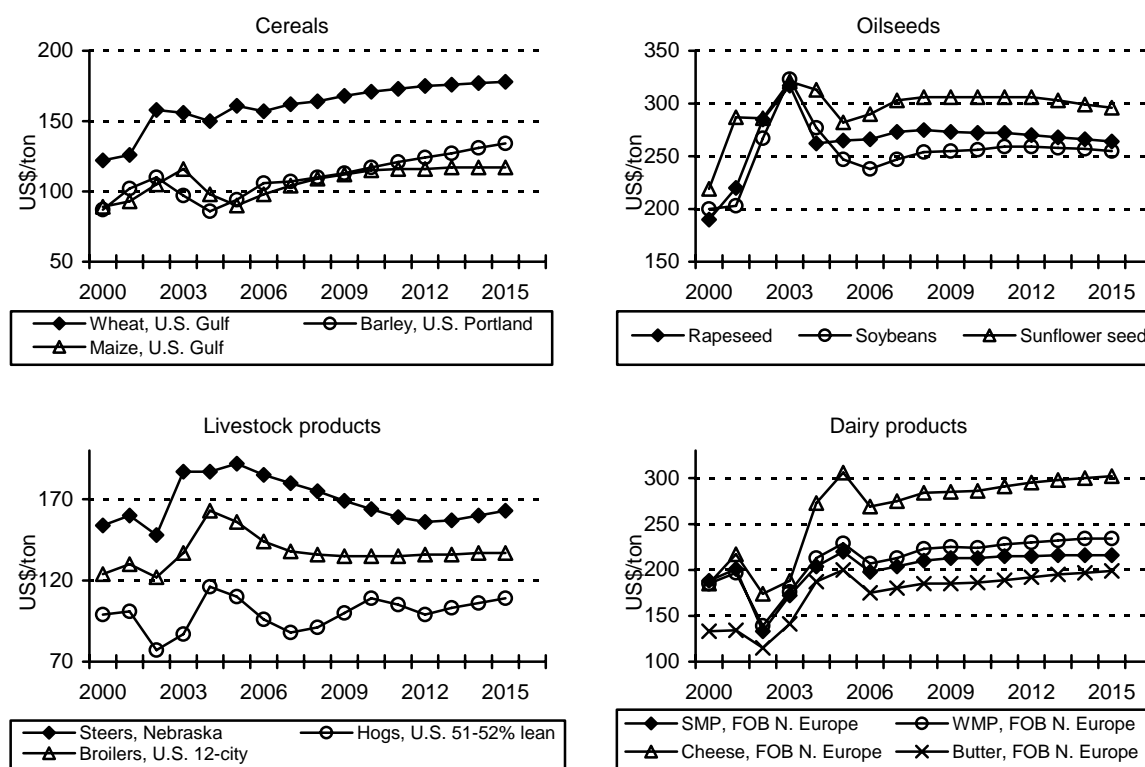 Cereals
200
150
100
50
US$/ton
2000 2003 2006 2009 2012 2015
Wheat, U.S. Gulf Barley, U.S. Portland
Maize, U.S. Gulf
Oilseeds
350
300
250
200
150
US$/ton
2000 2003 2006 2009 2012 2015
Rapeseed Soybeans Sunflower seed
Livestock products
170
120
70
US$/ton
2000 2003 2006 2009 2012 2015
Steers, Nebraska Hogs, U.S. 51-52% lean
Broilers, U.S. 12-city
Dairy products
300
250
200
150
100
US$/ton
2000 2003 2006 2009 2012 2015
SMP, FOB N. Europe WMP, FOB N. Europe
Cheese, FOB N. Europe Butter, FOB N. Europe